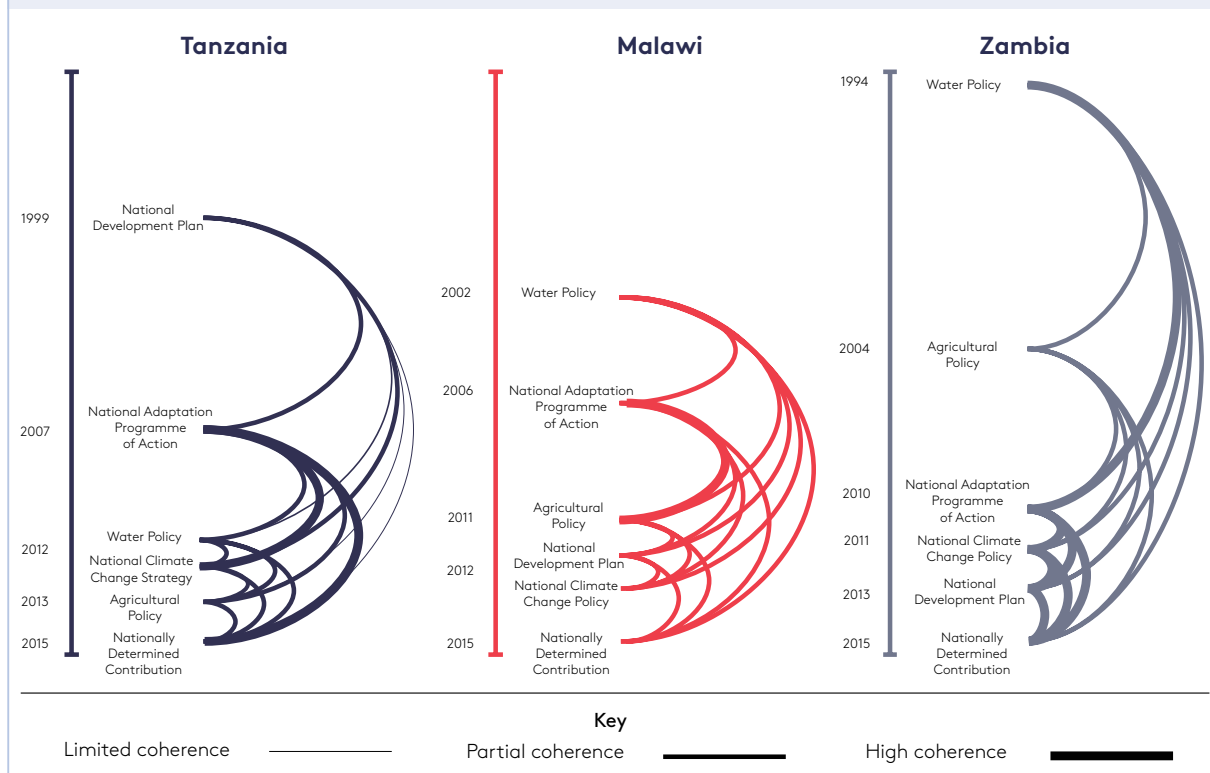 Tanzania
1999
National
Development Plan
2007
National Adaptation
Programme
of Action
Water Policy
2012
National Climate
Change Strategy
2013
Agricultural
Policy
2015
Nationally
Determined
Contribution
Malawi
2002
Water Policy
2006
National Adaptation
Programme
of Action
2011
Agricultural
Policy
2012
National
Development Plan
National Climate
Change Policy
2015
Nationally
Determined
Contribution
Zambia
1994
Water Policy
2004
Agricultural
Policy
2010
National Adaptation
Programme
of Action
2011
National Climate
Change Policy
2013
National
Development Plan
2015
Nationally
Determined
Contribution
Key
Limited coherence
Partial coherence
High coherence